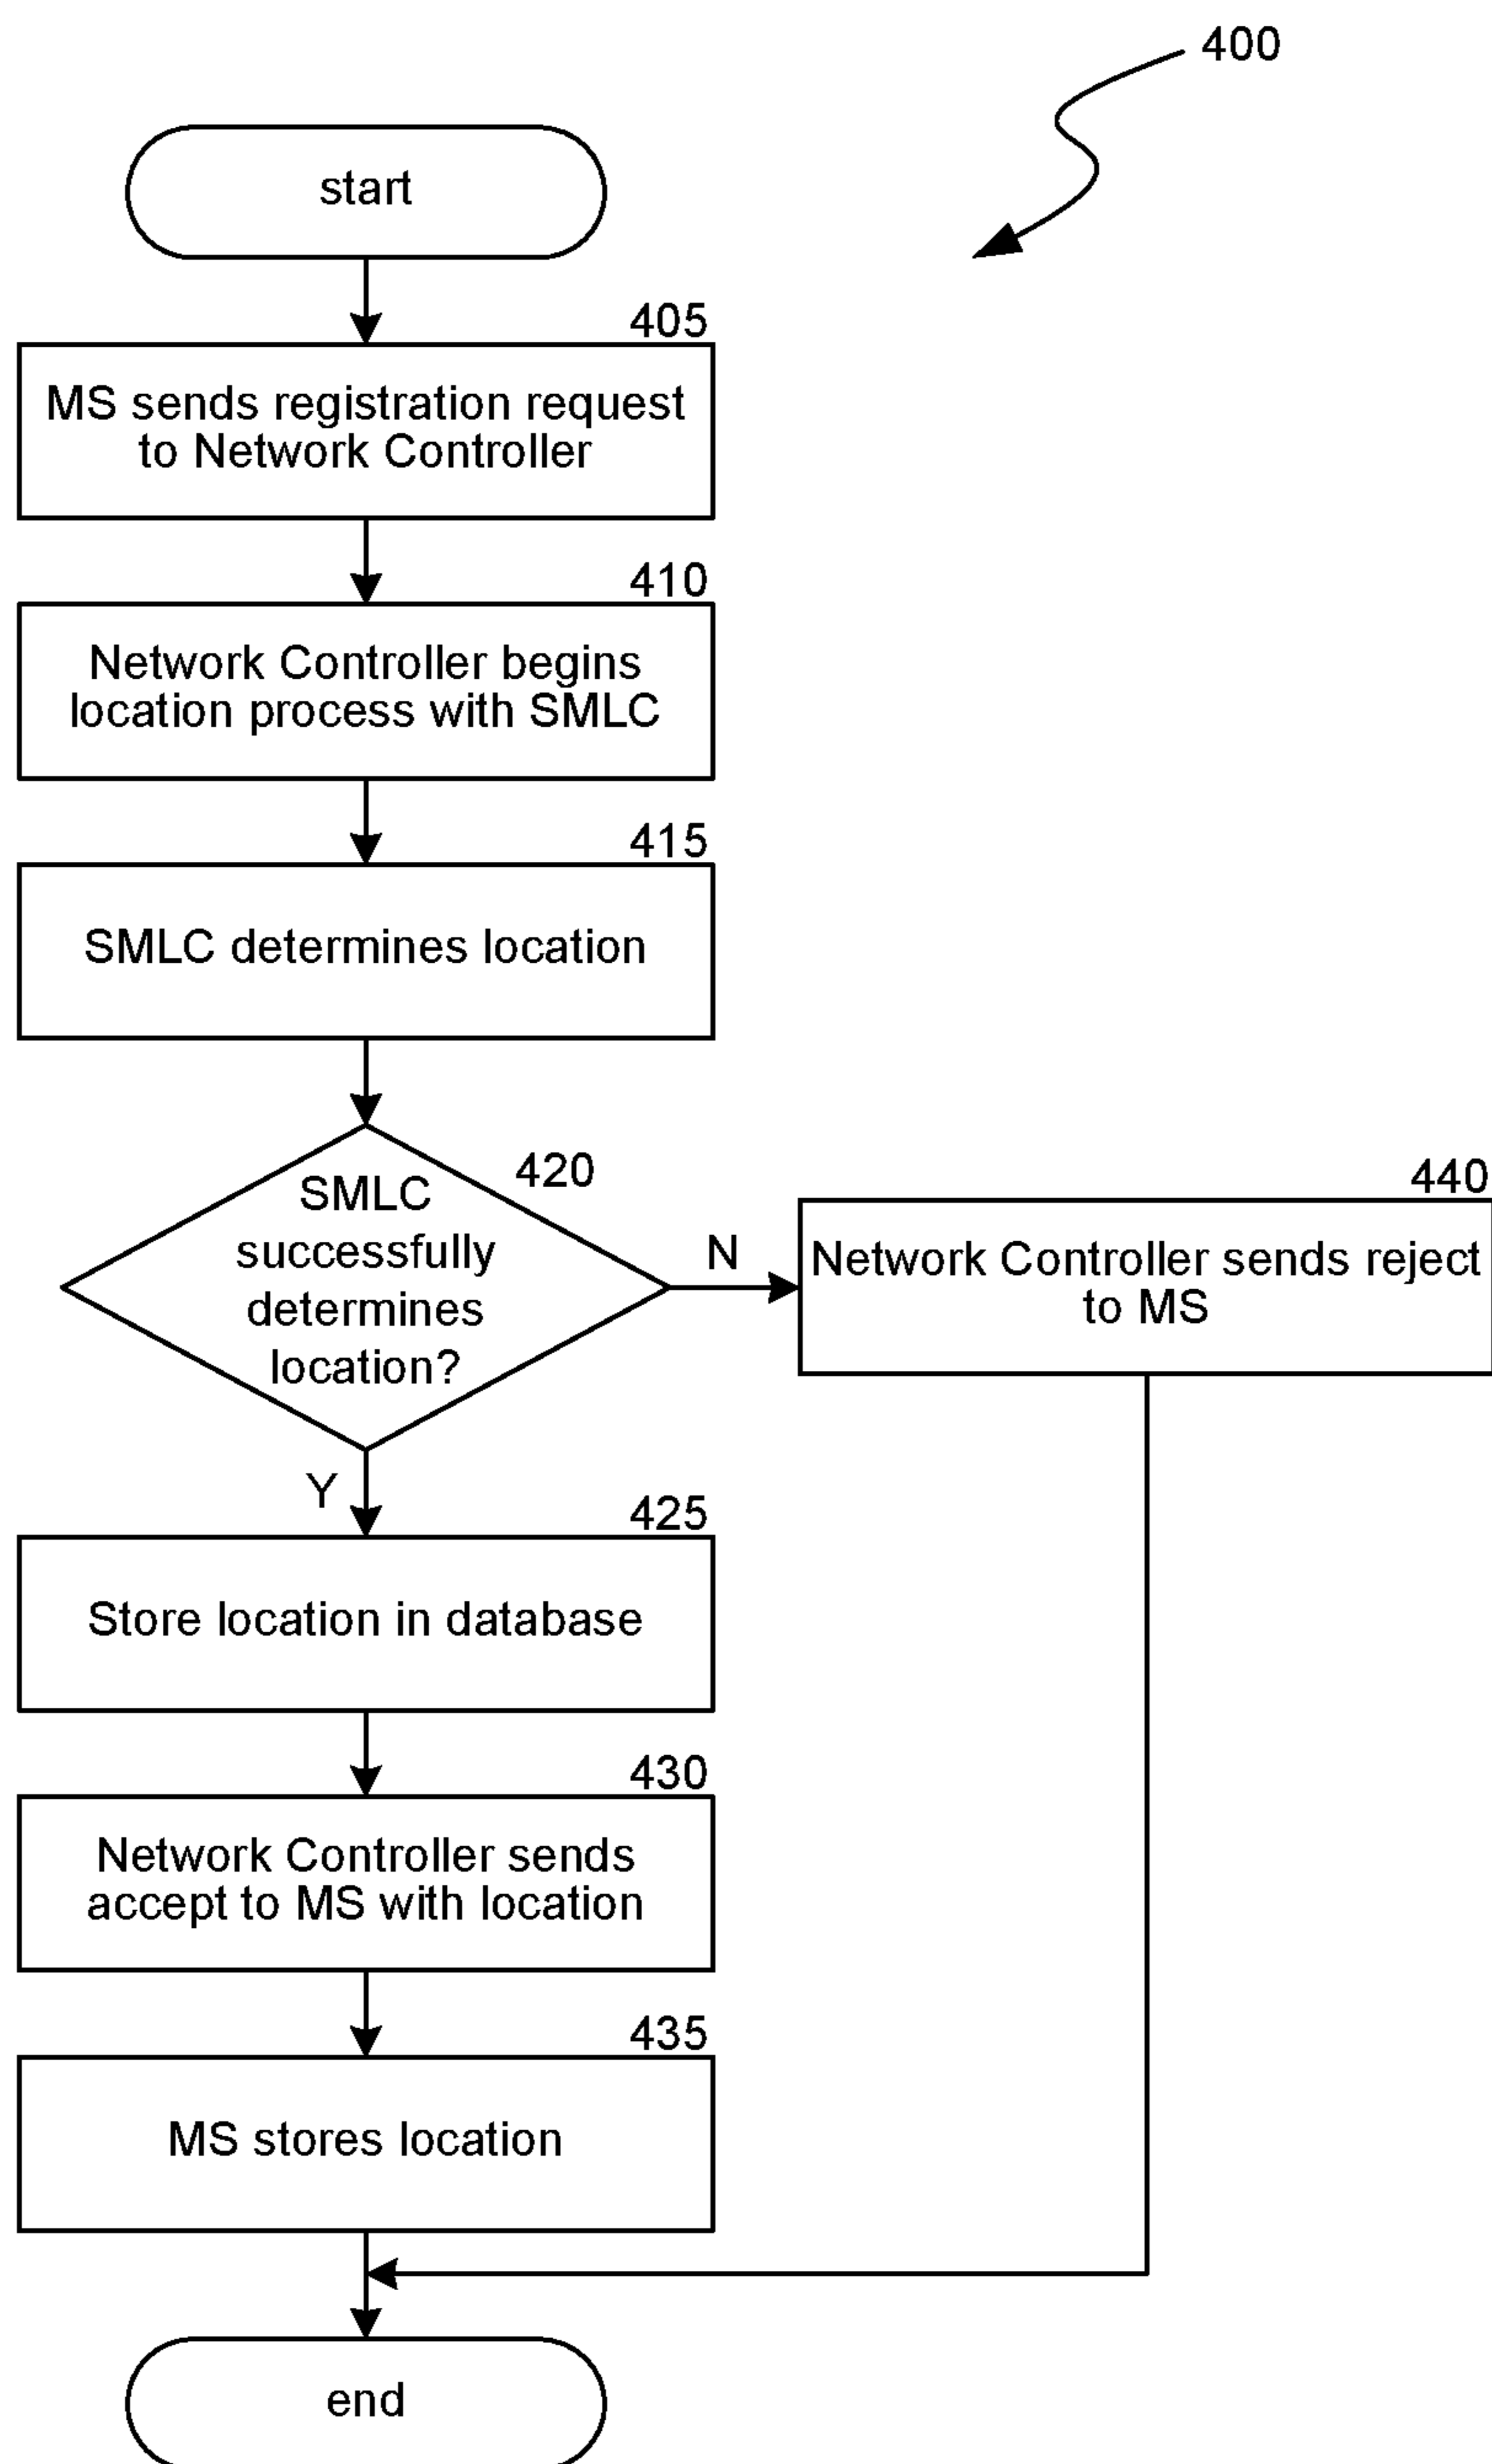 400
start
405
MS sends registration request
to Network Controller
410
Network Controller begins
location process with SMLC
415
SMLC determines location
420
SMLC
successfully
determines
location?
N
440
Network Controller sends reject
to MS
Y
425
Store location in database
430
Network Controller sends
accept to MS with location
435
MS stores location
end